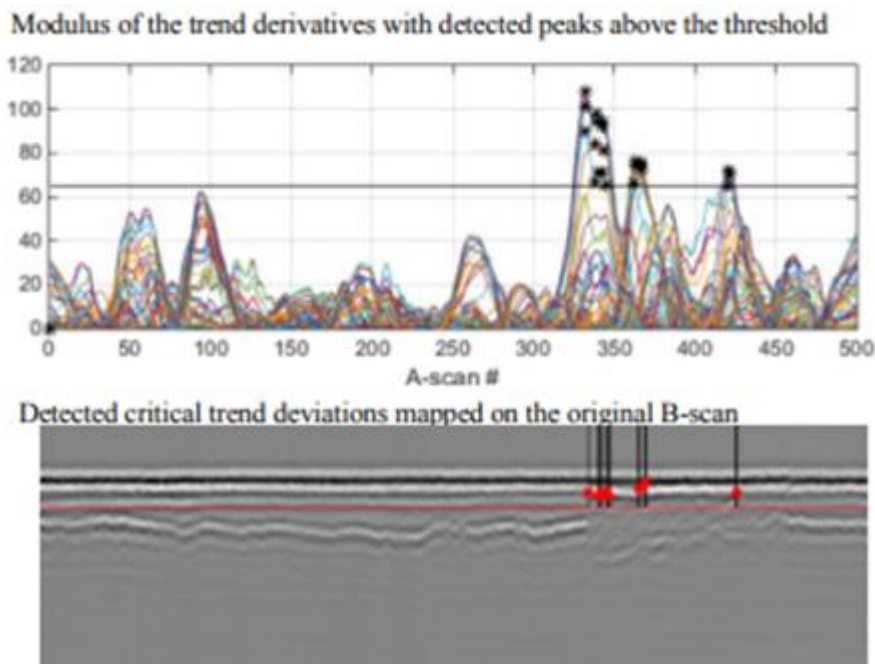 Modulus of the trend derivatives with detected peaks above the threshold
120
100
80
60
40
20
0
0 50 100 150 200 250 300 350 400 450 500
A-scan #
Detected critical trend deviations mapped on the original B-scan